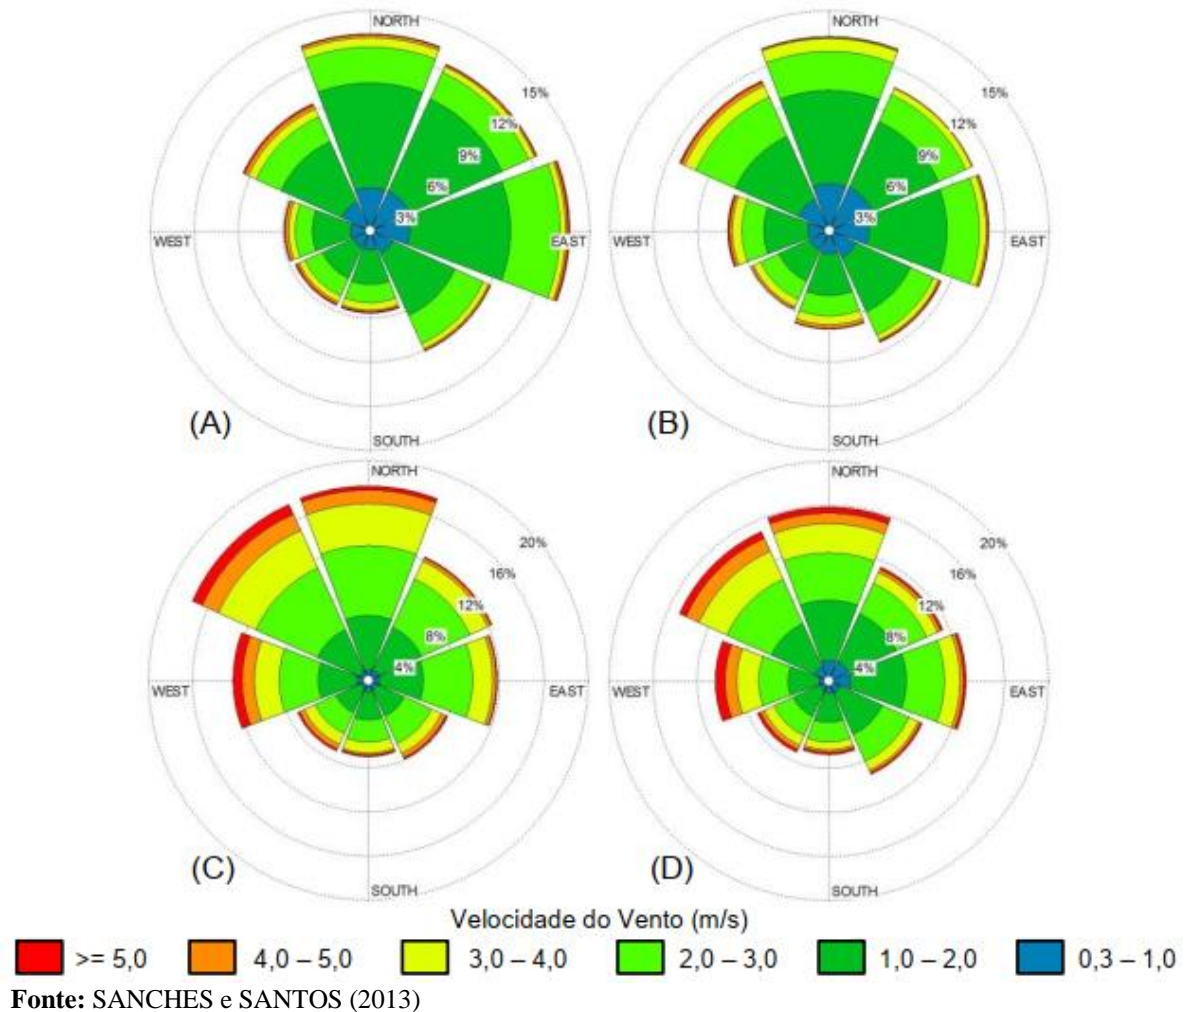 NORTH NORTH
15% 15%
12% 12%
9% 9%
6% 6%
3% 3%
WEST EAST WEST EAST
(A) (B)
SOUTH SOUTH
NORTH NORTH
20% 20%
16% 16%
12% 12%
8% 8%
4% 4%
WEST EAST WEST EAST
(C) (D)
SOUTH SOUTH
Velocidade do Vento (m/s)
>= 5,0 4,0 – 5,0 3,0 – 4,0 2,0 – 3,0 1,0 – 2,0 0,3 – 1,0
Fonte: SANCHES e SANTOS (2013)